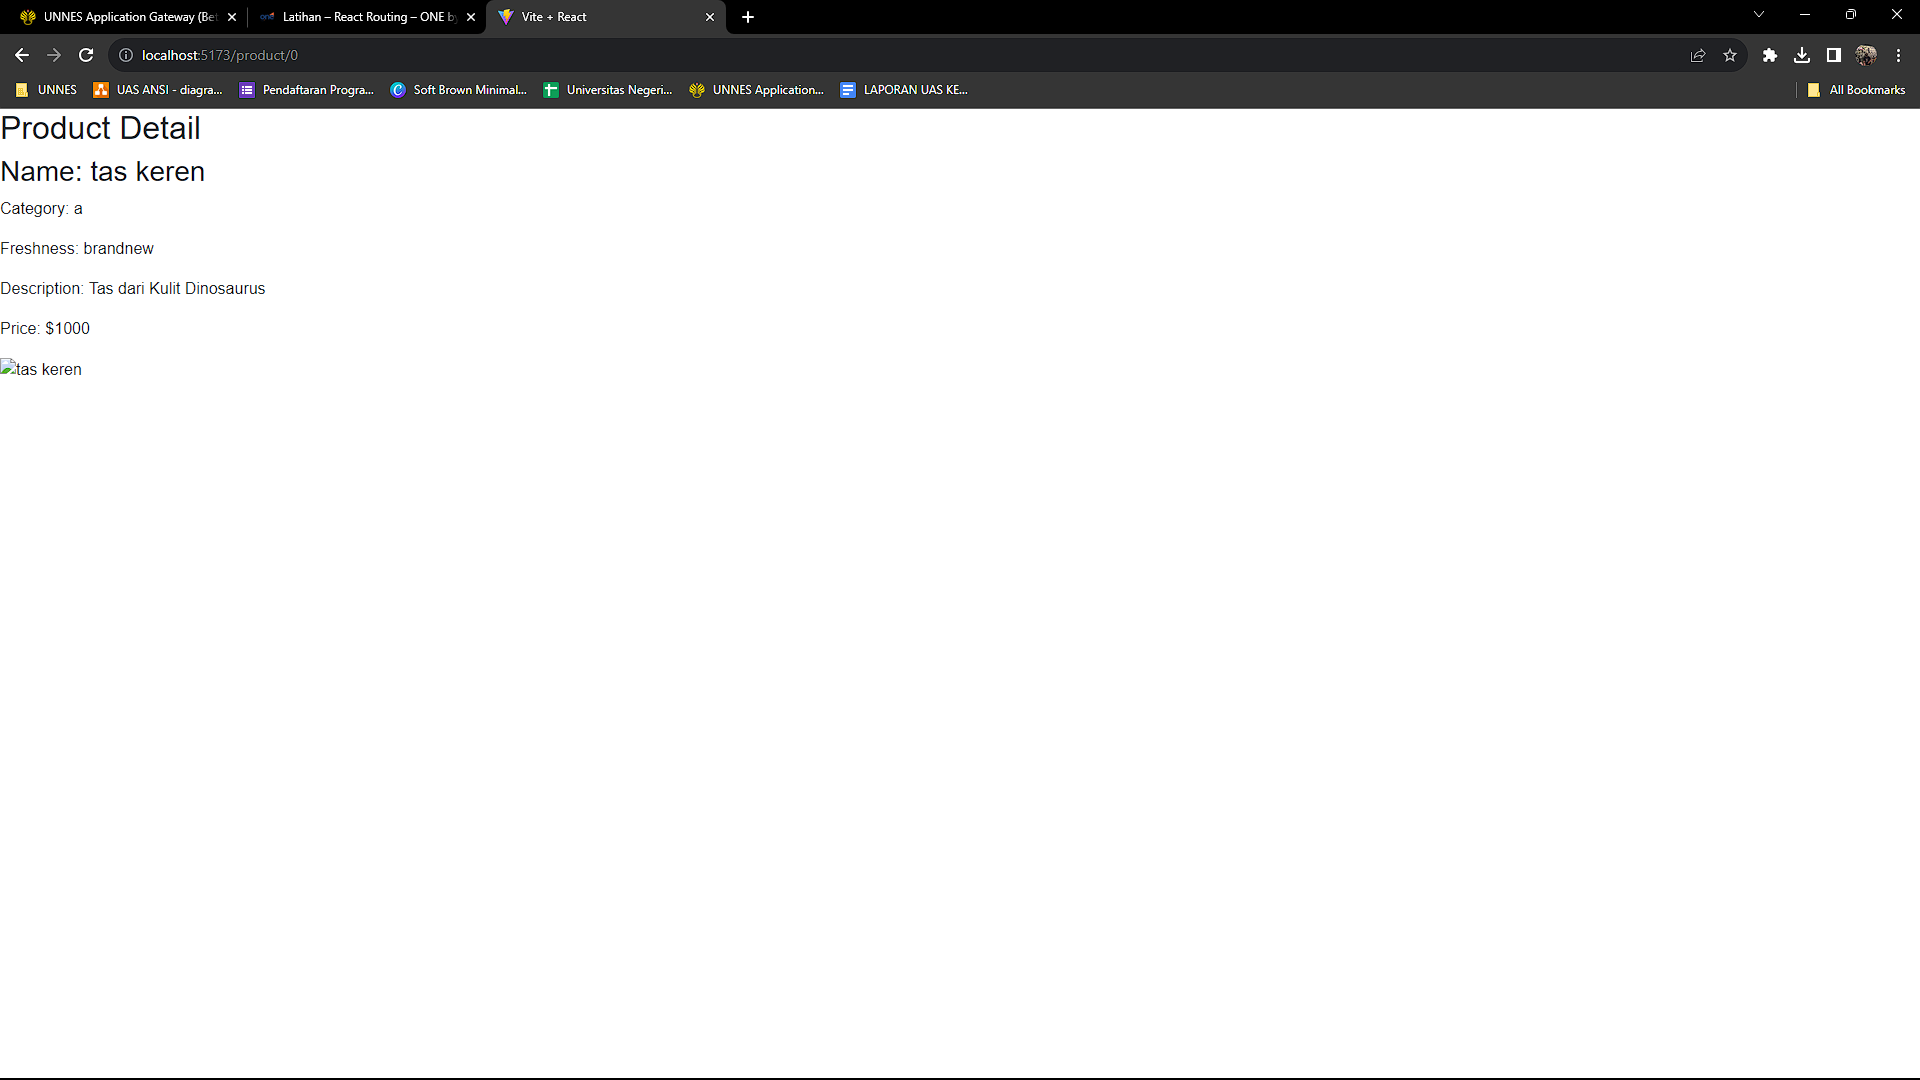 UNNES Application Gateway (Bet
Latihan – React Routing – ONE by
Vite + React
localhost:5173/product/0
UNNES
UAS ANSI - diagra...
Pendaftaran Progra...
Soft Brown Minimal...
Universitas Negeri...
UNNES Application...
LAPORAN UAS KE...
All Bookmarks
Product Detail
Name: tas keren
Category: a
Freshness: brandnew
Description: Tas dari Kulit Dinosaurus
Price: $1000
tas keren